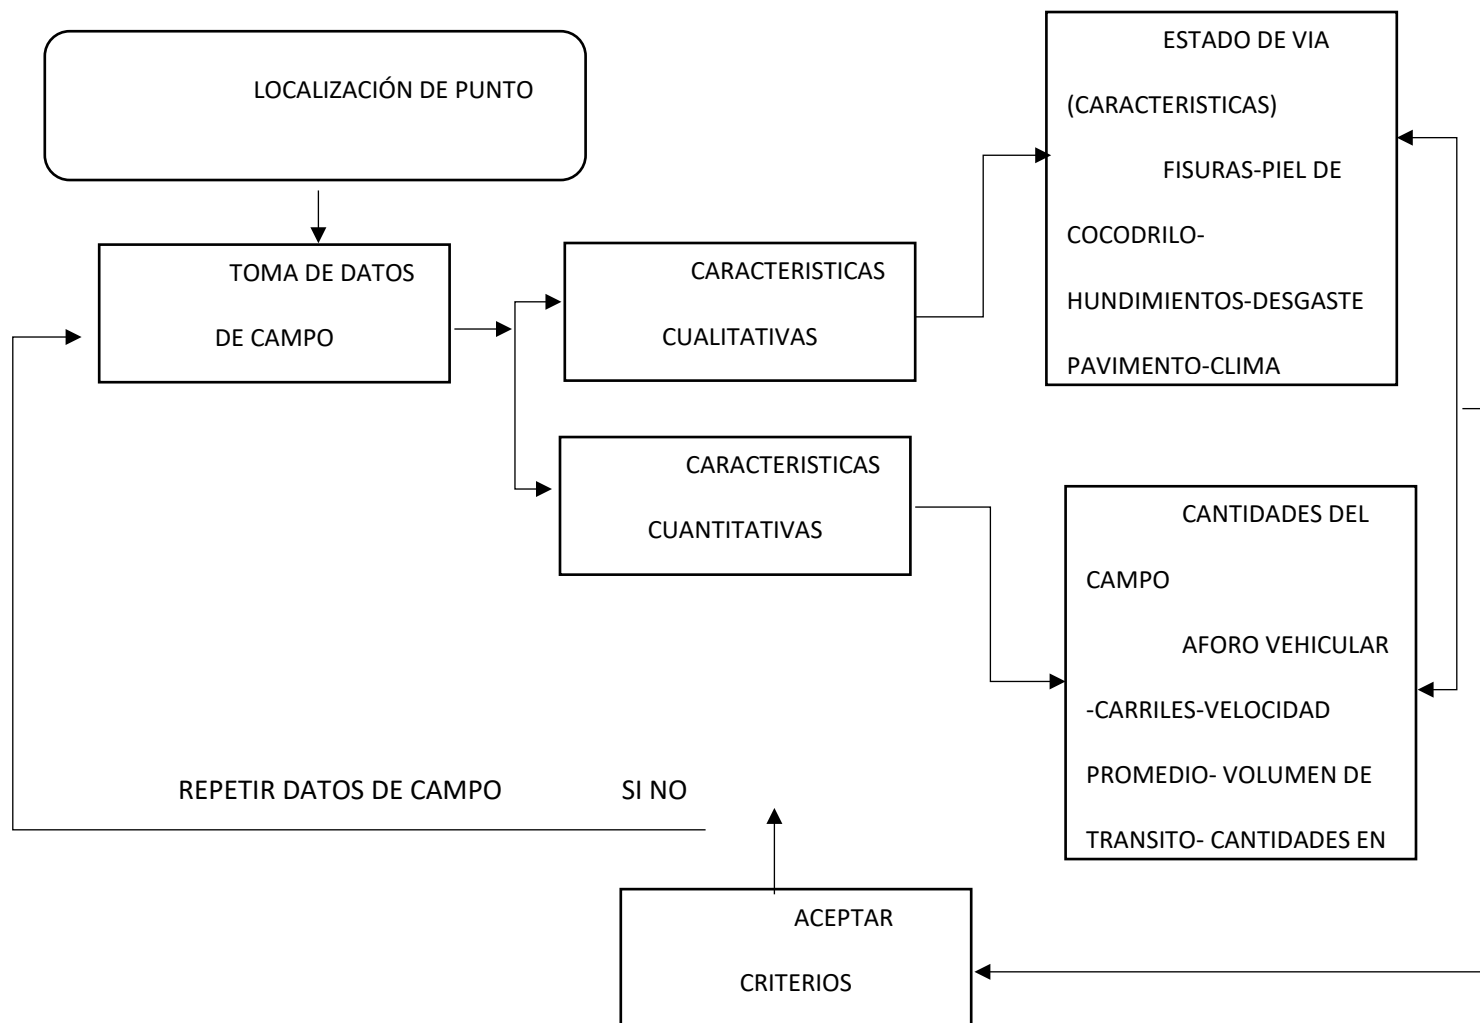 LOCALIZACIÓN DE PUNTO
TOMA DE DATOS
DE CAMPO
CARACTERISTICAS
CUALITATIVAS
CARACTERISTICAS
CUANTITATIVAS
ESTADO DE VIA
(CARACTERISTICAS)
FISURAS-PIEL DE
COCODRILO-
HUNDIMIENTOS-DESGASTE
PAVIMENTO-CLIMA
CANTIDADES DEL
CAMPO
AFORO VEHICULAR
-CARRILES-VELOCIDAD
PROMEDIO- VOLUMEN DE
TRANSITO- CANTIDADES EN
REPETIR DATOS DE CAMPO SI NO
ACEPTAR
CRITERIOS